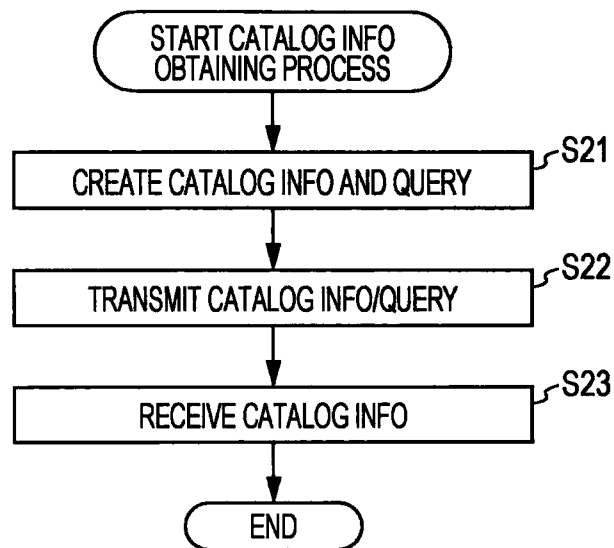 START CATALOG INFO
OBTAINING PROCESS
S21
CREATE CATALOG INFO AND QUERY
S22
TRANSMIT CATALOG INFO/QUERY
S23
RECEIVE CATALOG INFO
END